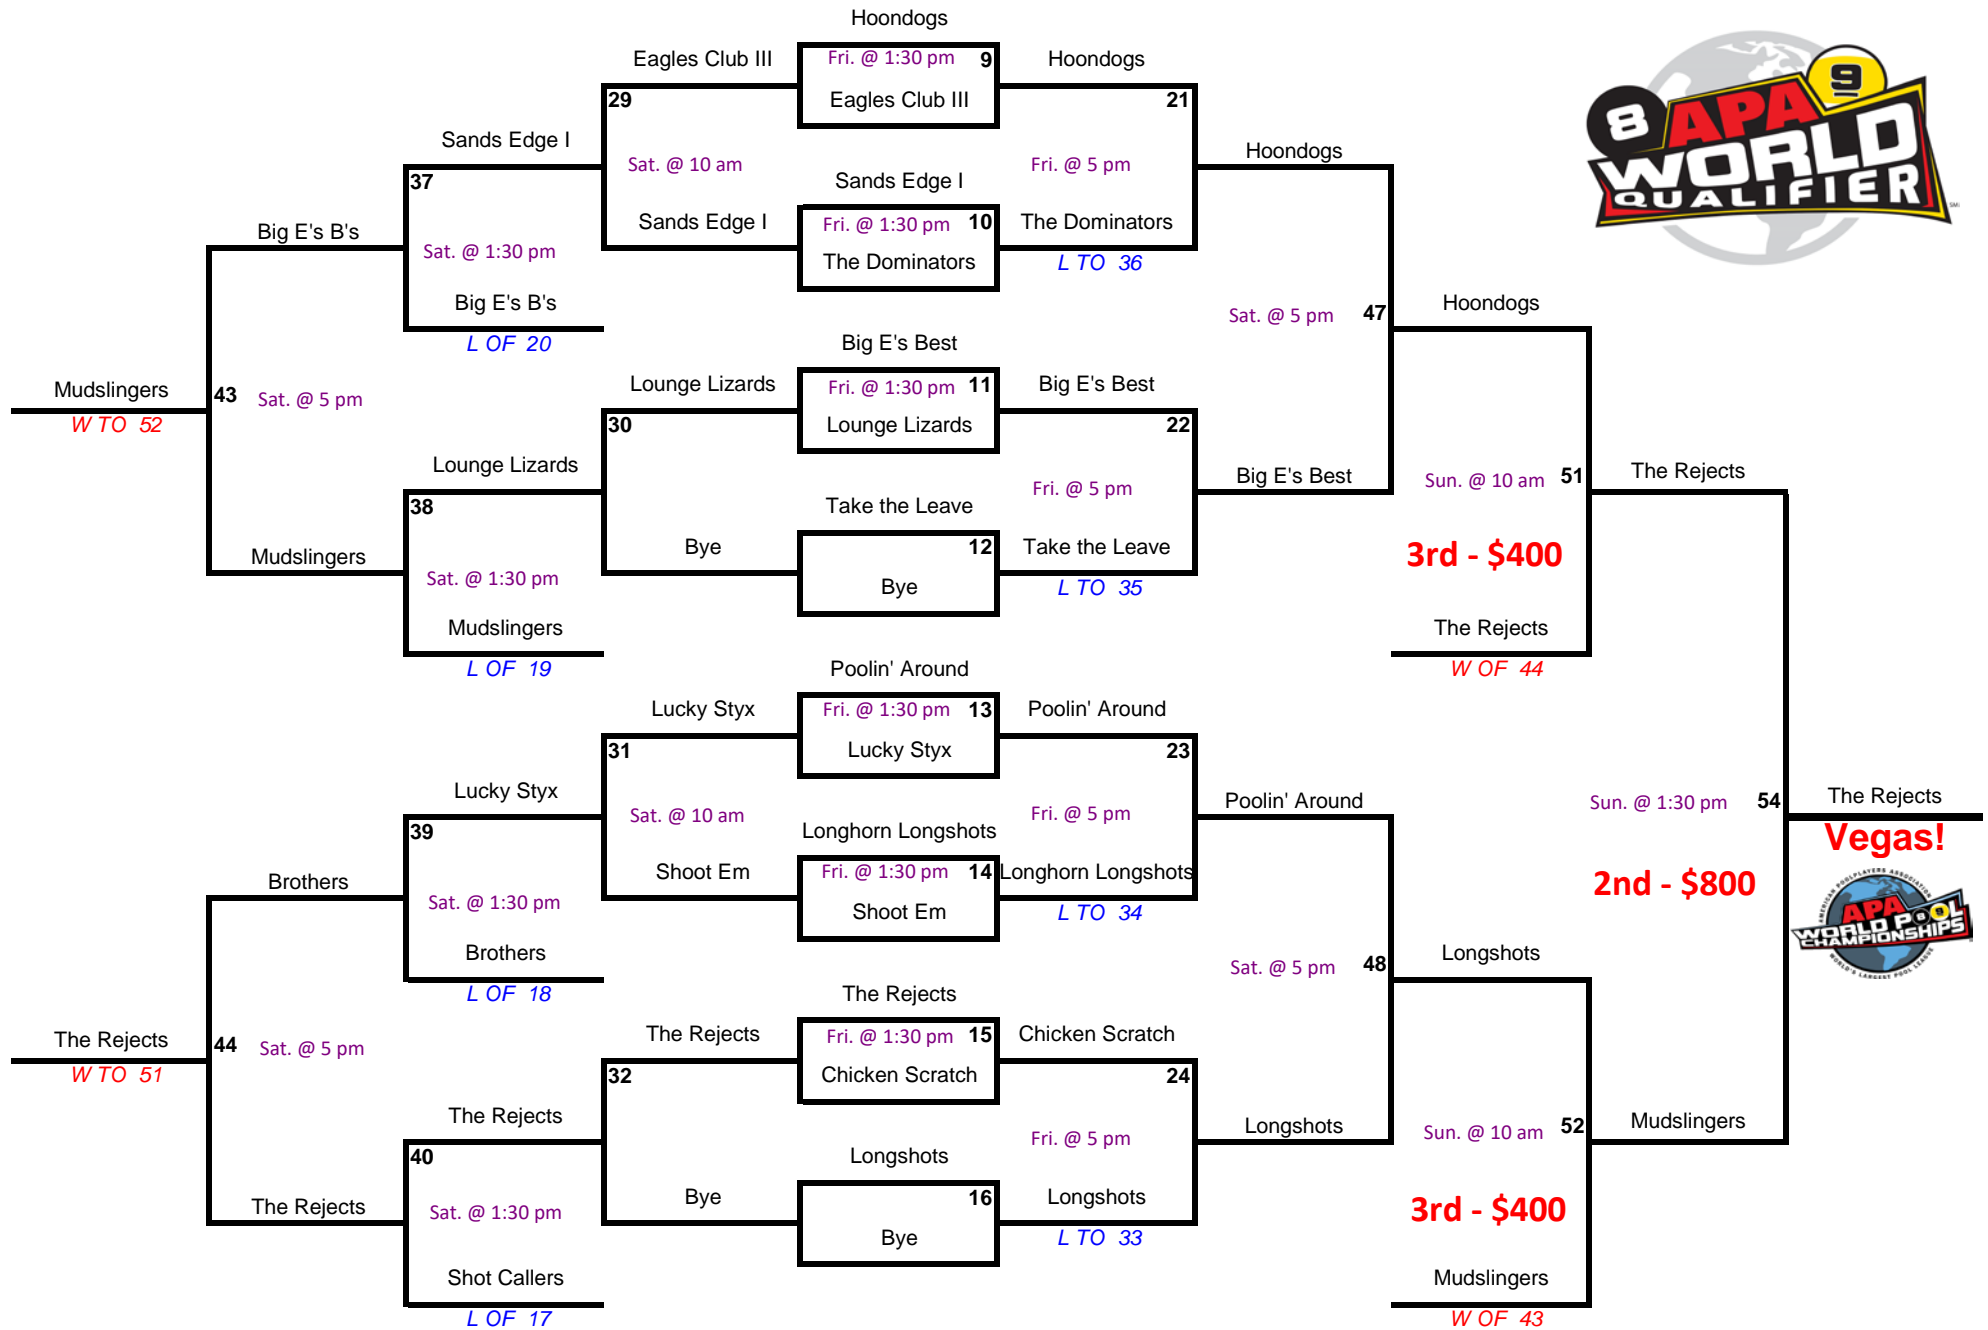 Hoondogs
Eagles Club III
Fri. @ 1:30 pm 9
Hoondogs
29
Eagles Club III
21
Sands Edge I
Hoondogs
37
Sat. @ 10 am
Sands Edge I
Fri. @ 5 pm
Big E's B's
Sands Edge I
Fri. @ 1:30 pm 10
The Dominators
Sat. @ 1:30 pm
The Dominators
L TO 36
Big E's B's
L OF 20
Sat. @ 5 pm 47
Hoondogs
Big E's Best
Mudslingers
W TO 52
43
Sat. @ 5 pm
Lounge Lizards
Fri. @ 1:30 pm 11
Big E's Best
30
Lounge Lizards
22
Lounge Lizards
Big E's Best
38
Fri. @ 5 pm
Sun. @ 10 am 51
The Rejects
Take the Leave
Mudslingers
Bye
12
Take the Leave
3rd - $400
Sat. @ 1:30 pm
Bye
L TO 35
Mudslingers
L OF 19
The Rejects
W OF 44
Poolin' Around
Lucky Styx
Fri. @ 1:30 pm 13
Poolin' Around
31
Lucky Styx
23
Lucky Styx
Poolin' Around
39
Sat. @ 10 am
Longhorn Longshots
Fri. @ 5 pm
Sun. @ 1:30 pm 54
The Rejects
Vegas!
Brothers
Shoot Em
Fri. @ 1:30 pm 14
Longhorn Longshots
2nd - $800
Sat. @ 1:30 pm
Shoot Em
L TO 34
Brothers
L OF 18
Sat. @ 5 pm 48
Longshots
The Rejects
The Rejects
W TO 51
44
Sat. @ 5 pm
The Rejects
Fri. @ 1:30 pm 15
Chicken Scratch
32
Chicken Scratch
24
The Rejects
Longshots
40
Fri. @ 5 pm
Sun. @ 10 am 52
Mudslingers
Longshots
The Rejects
Bye
16
Longshots
3rd - $400
Sat. @ 1:30 pm
Bye
L TO 33
Shot Callers
L OF 17
Mudslingers
W OF 43
8 APA 9
WORLD
QUALIFIER
SM
AMERICAN POOLPLAYERS ASSOCIATION
APA
WORLD POOL 8 9
CHAMPIONSHIPS
WORLD'S LARGEST POOL LEAGUE